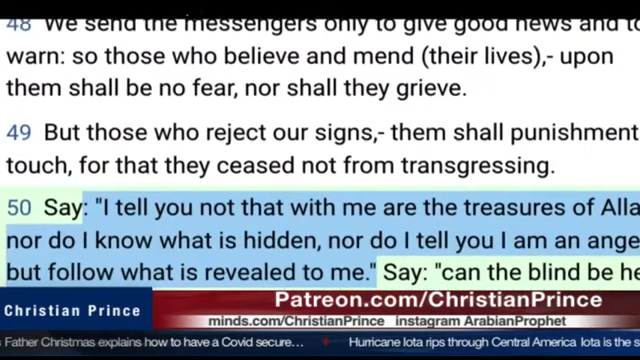 48 We send the messengers only to give good news and to
warn: so those who believe and mend (their lives),- upon
them shall be no fear, nor shall they grieve.
49 But those who reject our signs,- them shall punishment
touch, for that they ceased not from transgressing.
50 Say: "I tell you not that with me are the treasures of Alla
nor do I know what is hidden, nor do I tell you I am an ange
but follow what is revealed to me." Say: "can the blind be he
Christian Prince
Patreon.com/ChristianPrince
minds.com/ChristianPrince instagram ArabianProphet
Father Christmas explains how to have a Covid secure... Hurricane Iota rips through Central America Iota is the s